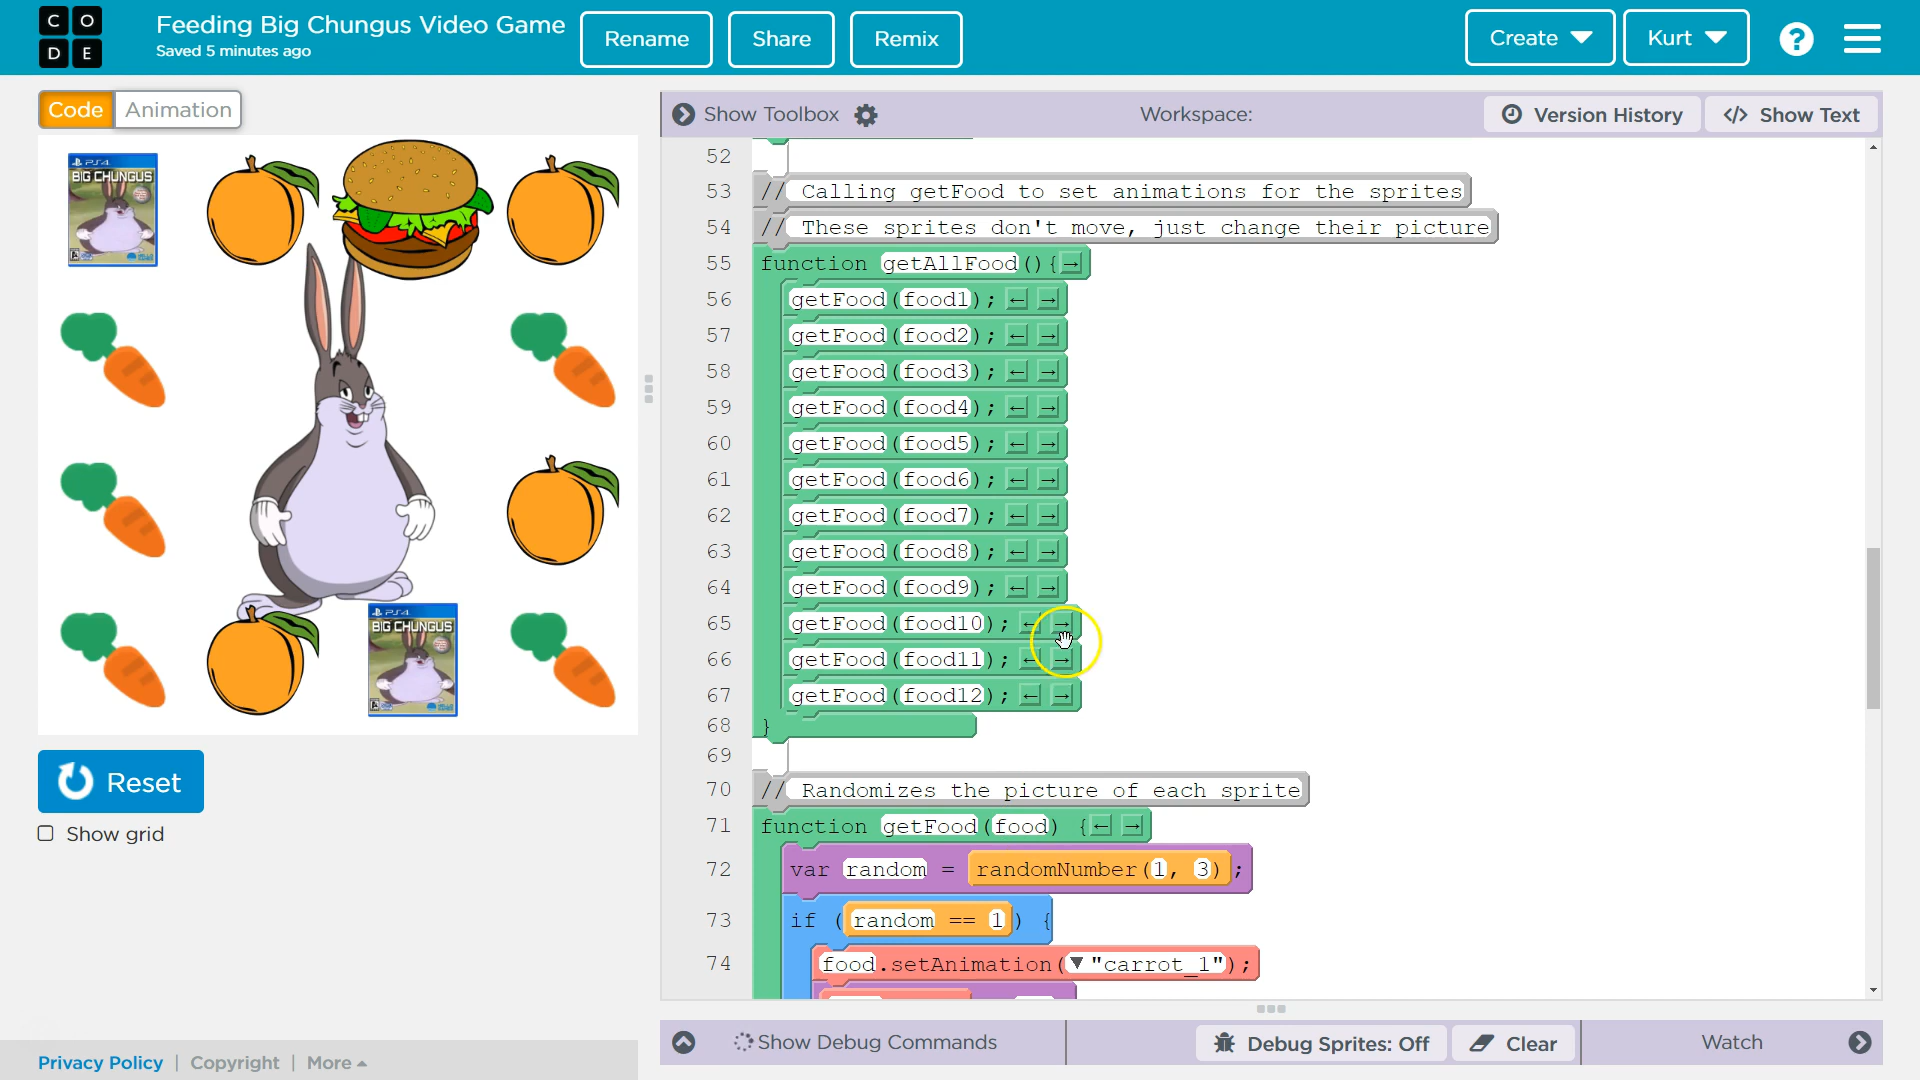 C O
D E
Feeding Big Chungus Video Game
Saved 5 minutes ago
Rename
Share
Remix
Create
Kurt
?
Code
Animation
Show Toolbox
Workspace:
Version History
</> Show Text
PS4
BIG CHUNGUS
PS4
BIG CHUNGUS
52
53 // Calling getFood to set animations for the sprites
54 // These sprites don't move, just change their picture
55 function getAllFood() { →
56 getFood(food1); ← →
57 getFood(food2); ← →
58 getFood(food3); ← →
59 getFood(food4); ← →
60 getFood(food5); ← →
61 getFood(food6); ← →
62 getFood(food7); ← →
63 getFood(food8); ← →
64 getFood(food9); ← →
65 getFood(food10); ← →
66 getFood(food11); ← →
67 getFood(food12); ← →
68 }
69
70 // Randomizes the picture of each sprite
71 function getFood(food) { ← →
72 var random = randomNumber(1, 3);
73 if (random == 1) {
74 food.setAnimation(▼ "carrot_1");
Reset
Show grid
Show Debug Commands
Debug Sprites: Off
Clear
Watch
Privacy Policy | Copyright | More